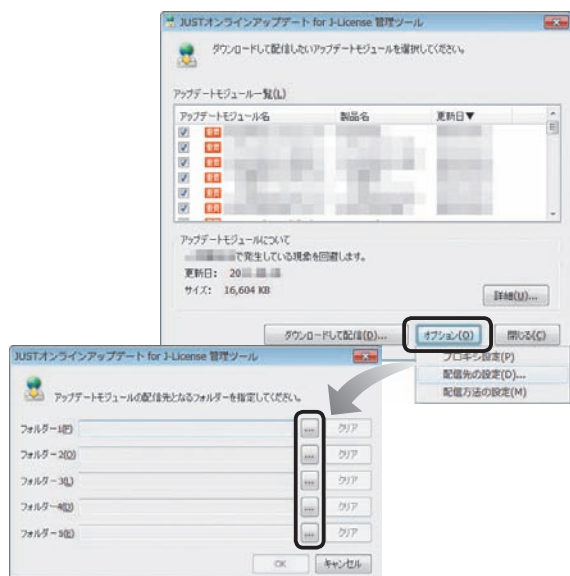 JUSTオンラインアップデート for J-License 管理ツール
ダウンロードして配信したいアップデートモジュールを選択してください。
アップデートモジュール一覧(L)
アップデートモジュール名 製品名 更新日▼
重要
重要
重要
重要
重要
重要
アップデートモジュールについて
で発生している現象を回避します。
更新日: 20
サイズ: 16,604 KB
詳細(U)...
ダウンロードして配信(D)... オプション(O) 閉じる(C)
プロキシ設定(P)
配信先の設定(D)...
配信方法の設定(M)
JUSTオンラインアップデート for J-License 管理ツール
アップデートモジュールの配信先となるフォルダーを指定してください。
フォルダー1(F) ... クリア
フォルダー2(O) ... クリア
フォルダー3(L) ... クリア
フォルダー4(D) ... クリア
フォルダー5(E) ... クリア
OK キャンセル